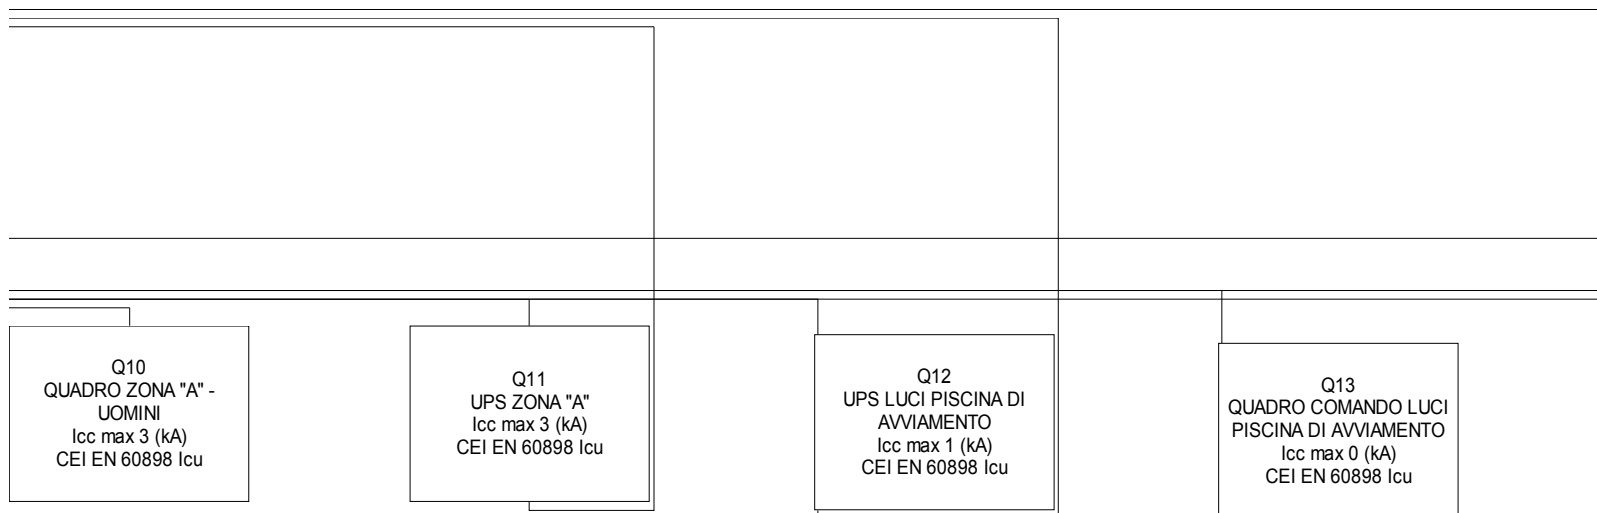 Q10
QUADRO ZONA "A" -
UOMINI
Icc max 3 (kA)
CEI EN 60898 Icu
Q11
UPS ZONA "A"
Icc max 3 (kA)
CEI EN 60898 Icu
Q12
UPS LUCI PISCINA DI
AVVIAMENTO
Icc max 1 (kA)
CEI EN 60898 Icu
Q13
QUADRO COMANDO LUCI
PISCINA DI AVVIAMENTO
Icc max 0 (kA)
CEI EN 60898 Icu